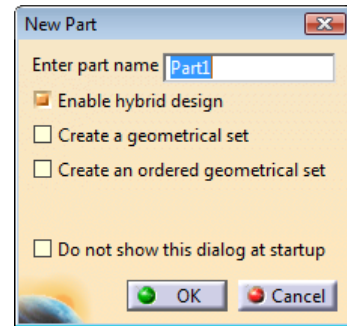 New Part
Enter part name Part1
Enable hybrid design
Create a geometrical set
Create an ordered geometrical set
Do not show this dialog at startup
OK Cancel